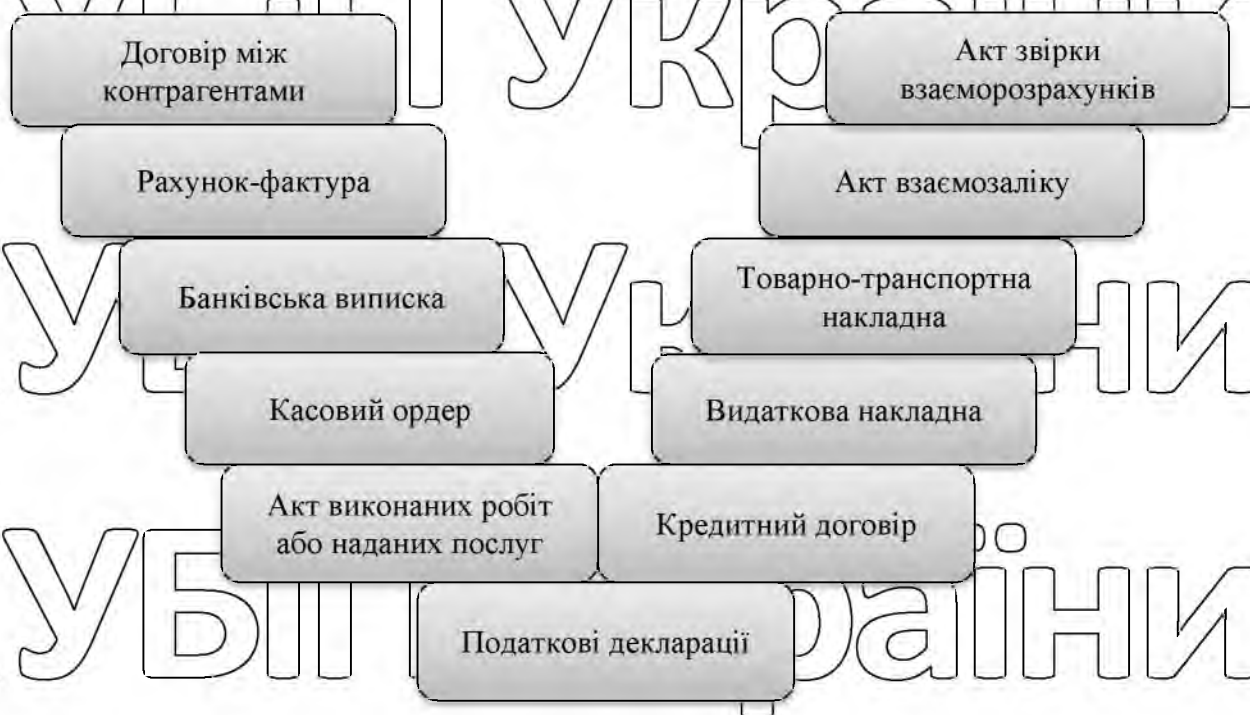 Договір між
контрагентами
Акт звірки
взаєморозрахунків
Рахунок-фактура
Акт взаємозаліку
Банківська виписка
Товарно-транспортна
накладна
Касовий ордер
Видаткова накладна
Акт виконаних робіт
або наданих послуг
Кредитний договір
Податкові декларації